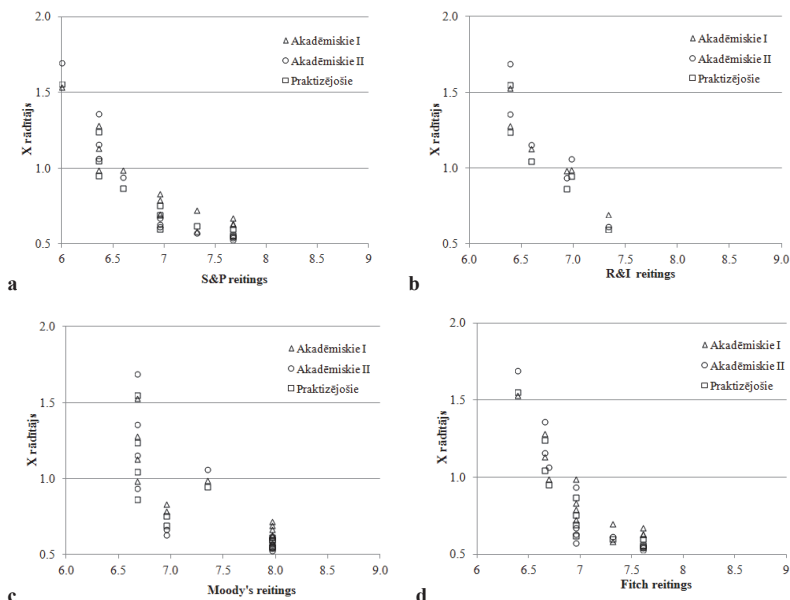 2.0
1.5
1.0
0.5
X rādītājs
Akadēmiskie I
Akadēmiskie II
Praktizējošie
6 6.5 7 7.5 8 8.5 9
S&P reitings
a
2.0
1.5
1.0
0.5
X rādītājs
Akadēmiskie I
Akadēmiskie II
Praktizējošie
6.0 6.5 7.0 7.5 8.0 8.5 9.0
R&I reitings
b
2.0
1.5
1.0
0.5
X rādītājs
Akadēmiskie I
Akadēmiskie II
Praktizējošie
6.0 6.5 7.0 7.5 8.0 8.5 9.0
Moody's reitings
c
2.0
1.5
1.0
0.5
X rādītājs
Akadēmiskie I
Akadēmiskie II
Praktizējošie
6 6.5 7 7.5 8 8.5 9
Fitch reitings
d